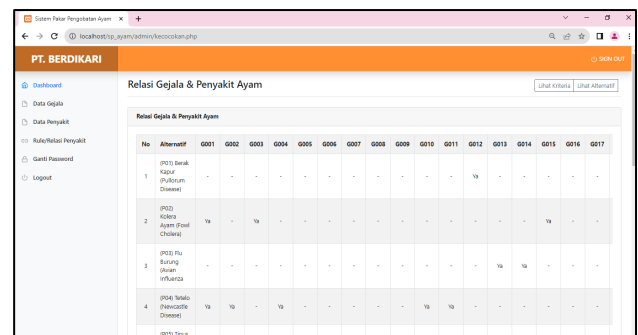 Sistem Pakar Pengobatan Ayam
localhost/sp_ayam/admin/kecocokan.php
PT. BERDIKARI
SIGN OUT
Dashboard
Data Gejala
Data Penyakit
Rule/Relasi Penyakit
Ganti Password
Logout
Relasi Gejala & Penyakit Ayam
Lihat Kriteria Lihat Alternatif
Relasi Gejala & Penyakit Ayam
No Alternatif G001 G002 G003 G004 G005 G006 G007 G008 G009 G010 G011 G012 G013 G014 G015 G016 G017
1 (P01) Berak Kapur (Pullorum Disease) - - - - - - - - - - - Ya - - - - -
2 (P02) Kolera Ayam (Fowl Cholera) Ya - Ya - - - - - - - - - - - Ya - -
3 (P03) Flu Burung (Avian Influenza - - - - - - - - - - - - Ya Ya - - -
4 (P04) Tetelo (Newcastle Disease) Ya Ya - Ya - - - - - Ya Ya - - - - - -